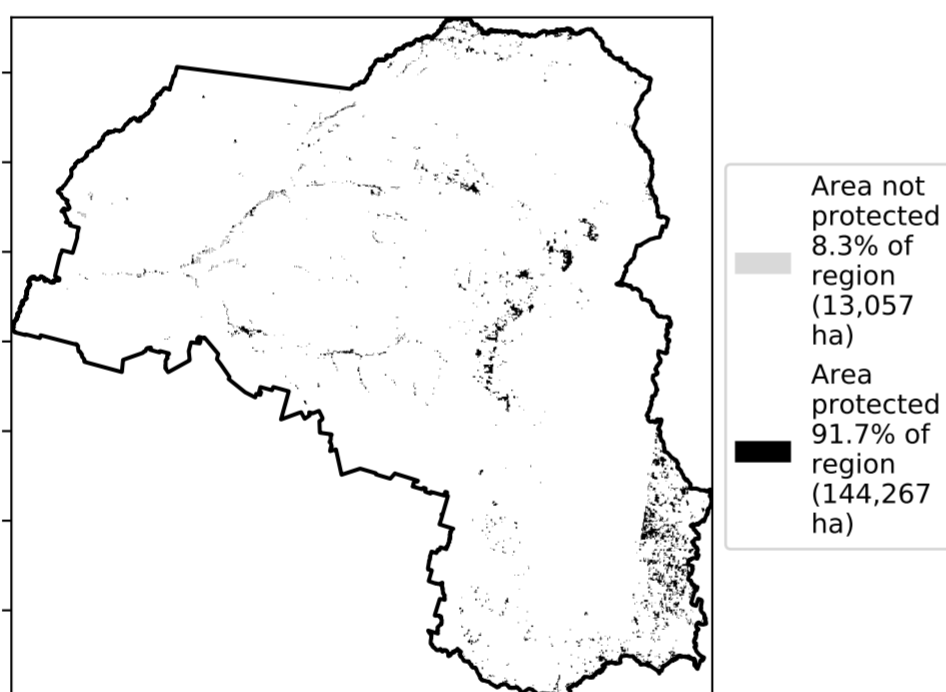 Area not
protected
8.3% of
region
(13,057
ha)
Area
protected
91.7% of
region
(144,267
ha)